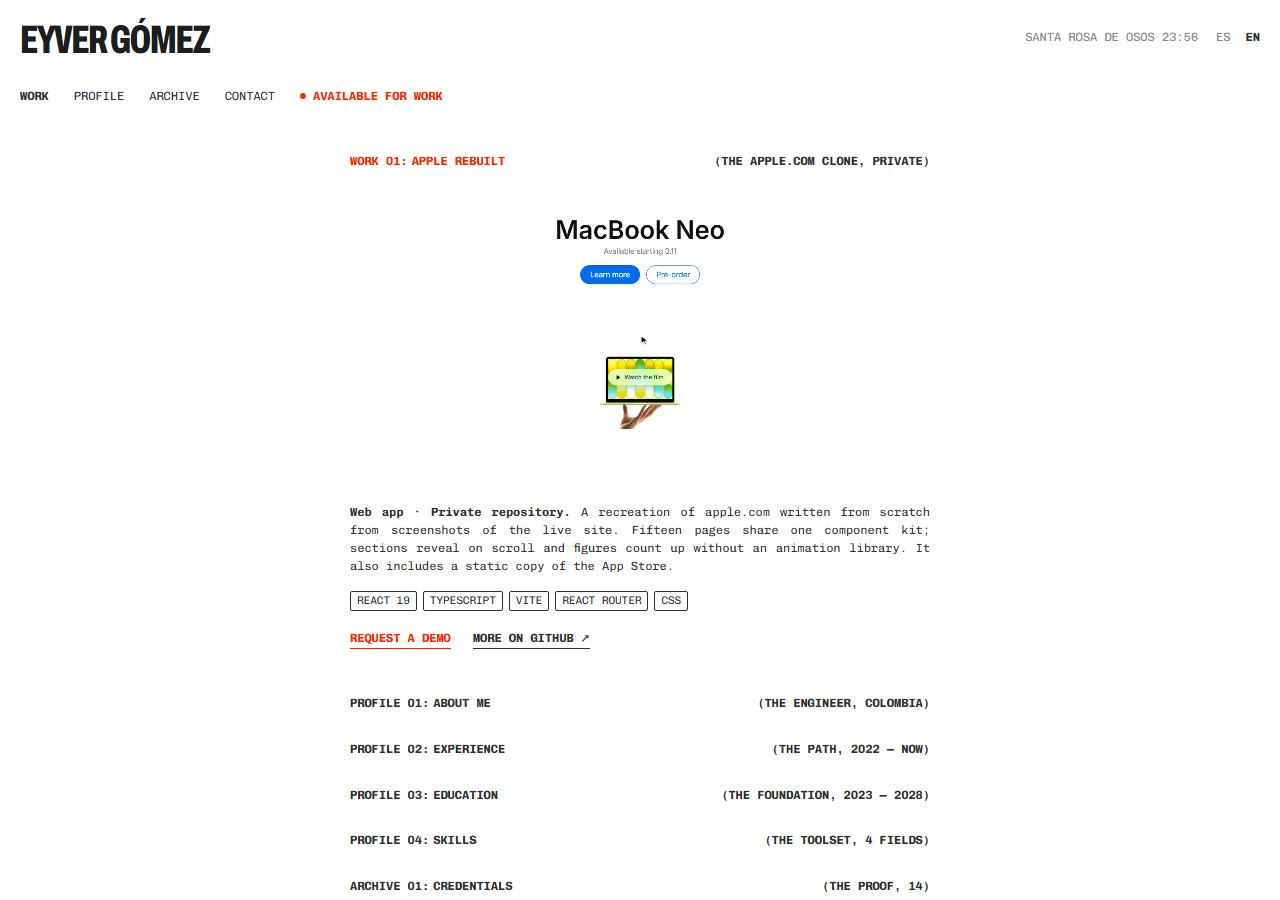 EYVER GÓMEZ
SANTA ROSA DE OSOS 23:56 ES EN
WORK PROFILE ARCHIVE CONTACT AVAILABLE FOR WORK
WORK 01: APPLE REBUILT (THE APPLE.COM CLONE, PRIVATE)
MacBook Neo
Available starting 3.11
Learn more Pre-order
Watch the film
Web app · Private repository. A recreation of apple.com written from scratch
from screenshots of the live site. Fifteen pages share one component kit;
sections reveal on scroll and figures count up without an animation library. It
also includes a static copy of the App Store.
REACT 19 TYPESCRIPT VITE REACT ROUTER CSS
REQUEST A DEMO MORE ON GITHUB ↗
PROFILE 01: ABOUT ME (THE ENGINEER, COLOMBIA)
PROFILE 02: EXPERIENCE (THE PATH, 2022 — NOW)
PROFILE 03: EDUCATION (THE FOUNDATION, 2023 — 2028)
PROFILE 04: SKILLS (THE TOOLSET, 4 FIELDS)
ARCHIVE 01: CREDENTIALS (THE PROOF, 14)